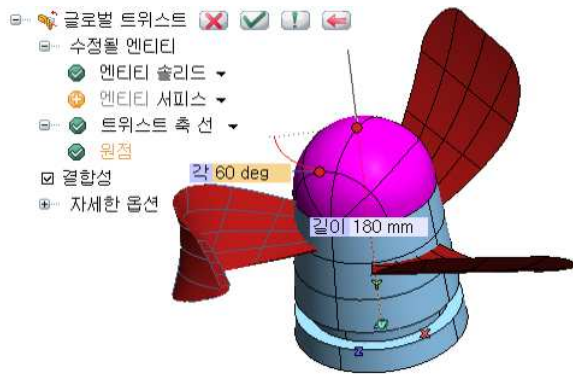 글로벌 트위스트
수정될 엔티티
엔티티 솔리드
엔티티 서피스
트위스트 축 선
원점
결합성
자세한 옵션
각 60 deg
길이 180 mm
Y
X
Z